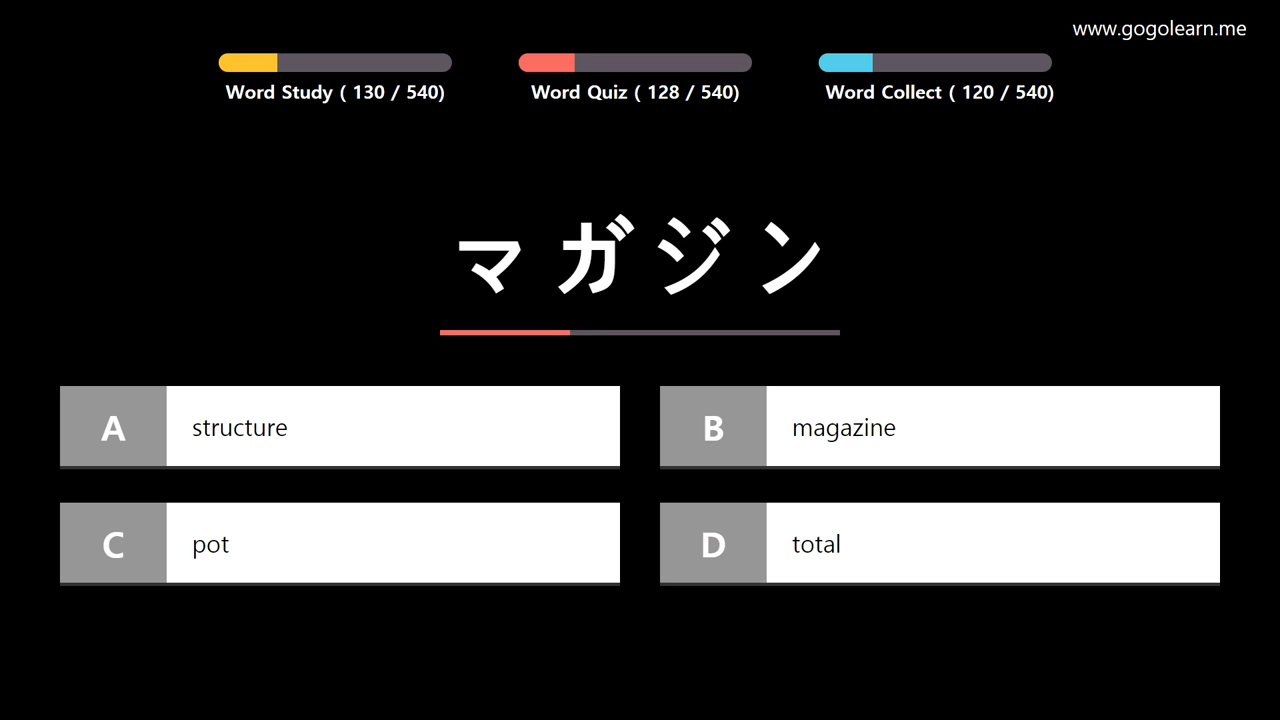 www.gogolearn.me
Word Study ( 130 / 540)
Word Quiz ( 128 / 540)
Word Collect ( 120 / 540)
マガジン
A structure
B magazine
C pot
D total